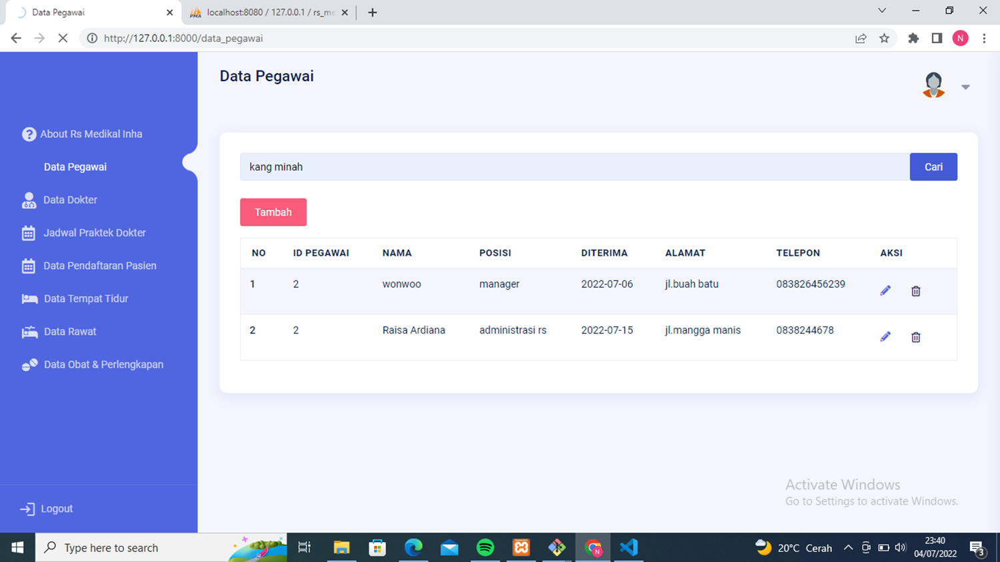 Data Pegawai
localhost:8080 / 127.0.0.1 / rs_me
http://127.0.0.1:8000/data_pegawai
N
Data Pegawai
About Rs Medikal Inha
Data Pegawai
Data Dokter
Jadwal Praktek Dokter
Data Pendaftaran Pasien
Data Tempat Tidur
Data Rawat
Data Obat & Perlengkapan
Logout
kang minah
Cari
Tambah
NO ID PEGAWAI NAMA POSISI DITERIMA ALAMAT TELEPON AKSI
1 2 wonwoo manager 2022-07-06 jl.buah batu 083826456239
2 2 Raisa Ardiana administrasi rs 2022-07-15 jl.mangga manis 0838244678
Activate Windows
Go to Settings to activate Windows.
Type here to search
N
20°C Cerah
23:40
04/07/2022
3